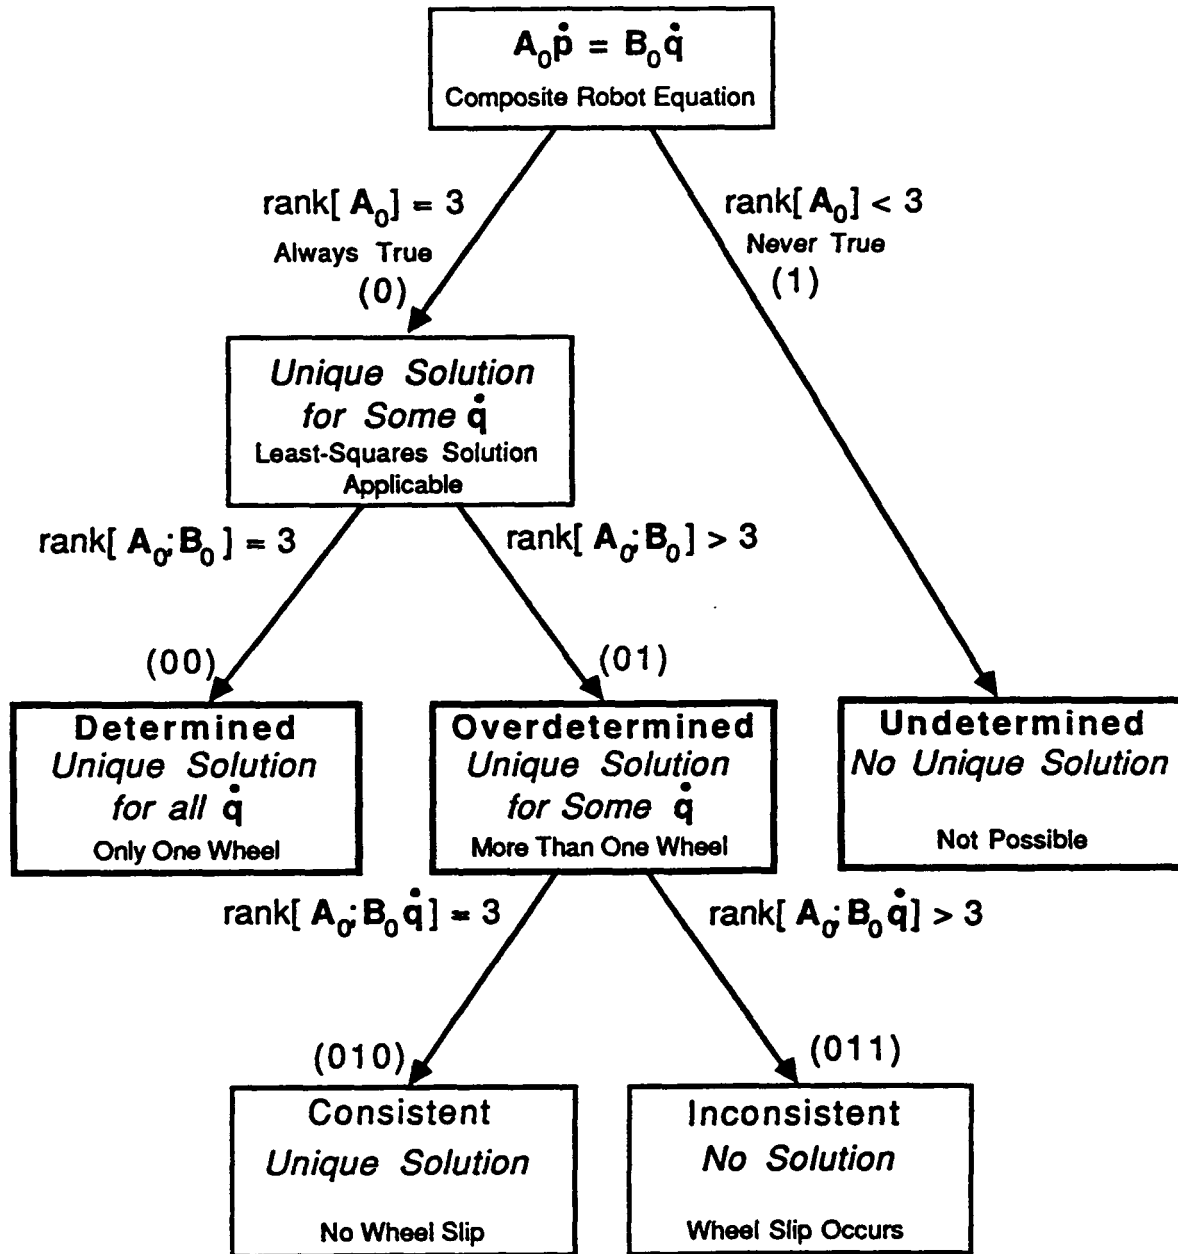 A₀ṗ = B₀q̇
Composite Robot Equation
rank[ A₀] = 3
Always True
(0)
rank[ A₀] < 3
Never True
(1)
Unique Solution
for Some q̇
Least-Squares Solution
Applicable
rank[ A₀; B₀ ] = 3
rank[ A₀; B₀ ] > 3
(00)
(01)
Determined
Unique Solution
for all q̇
Only One Wheel
Overdetermined
Unique Solution
for Some q̇
More Than One Wheel
Undetermined
No Unique Solution
Not Possible
rank[ A₀; B₀ q̇] = 3
rank[ A₀; B₀ q̇] > 3
(010)
(011)
Consistent
Unique Solution
No Wheel Slip
Inconsistent
No Solution
Wheel Slip Occurs